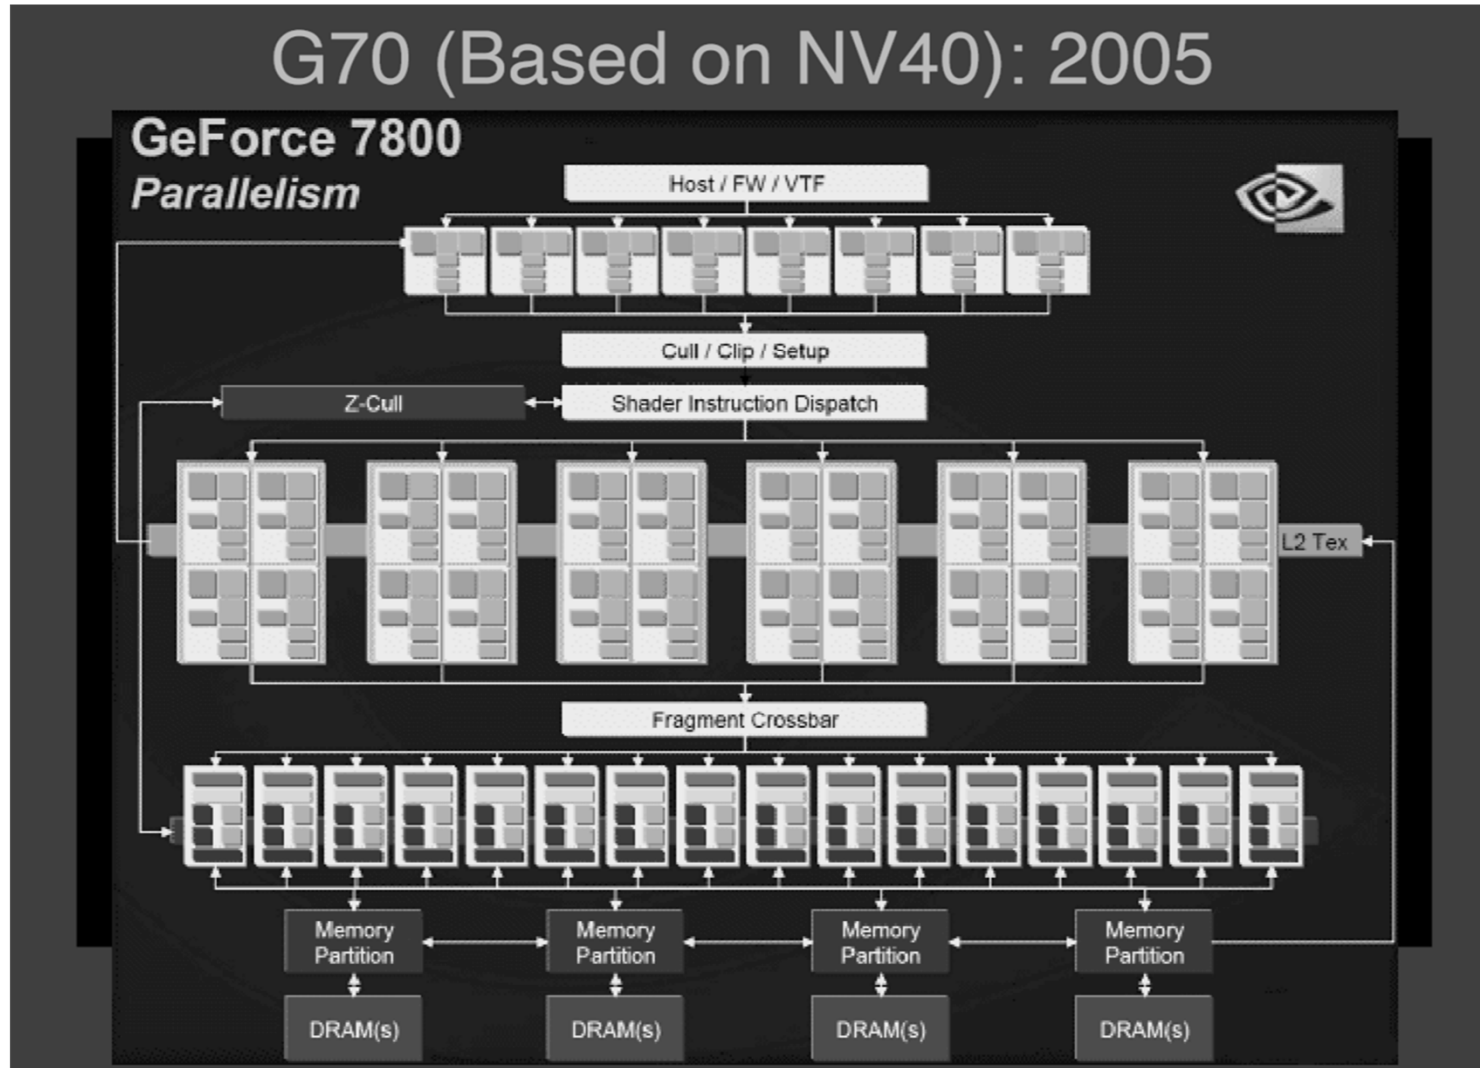 G70 (Based on NV40): 2005
GeForce 7800
Parallelism
Host / FW / VTF
Cull / Clip / Setup
Z-Cull
Shader Instruction Dispatch
L2 Tex
Fragment Crossbar
Memory
Partition
Memory
Partition
Memory
Partition
Memory
Partition
DRAM(s)
DRAM(s)
DRAM(s)
DRAM(s)